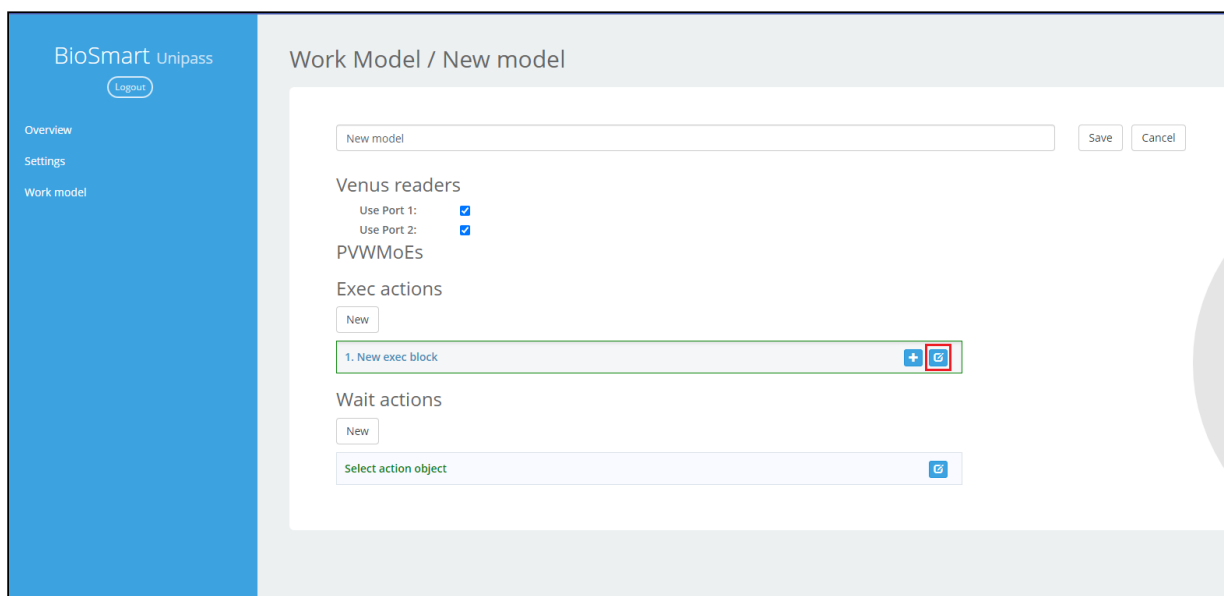 BioSmart Unipass
Logout
Overview
Settings
Work model
Work Model / New model
New model
Save
Cancel
Venus readers
Use Port 1:
Use Port 2:
PVWMoEs
Exec actions
New
1. New exec block
Wait actions
New
Select action object